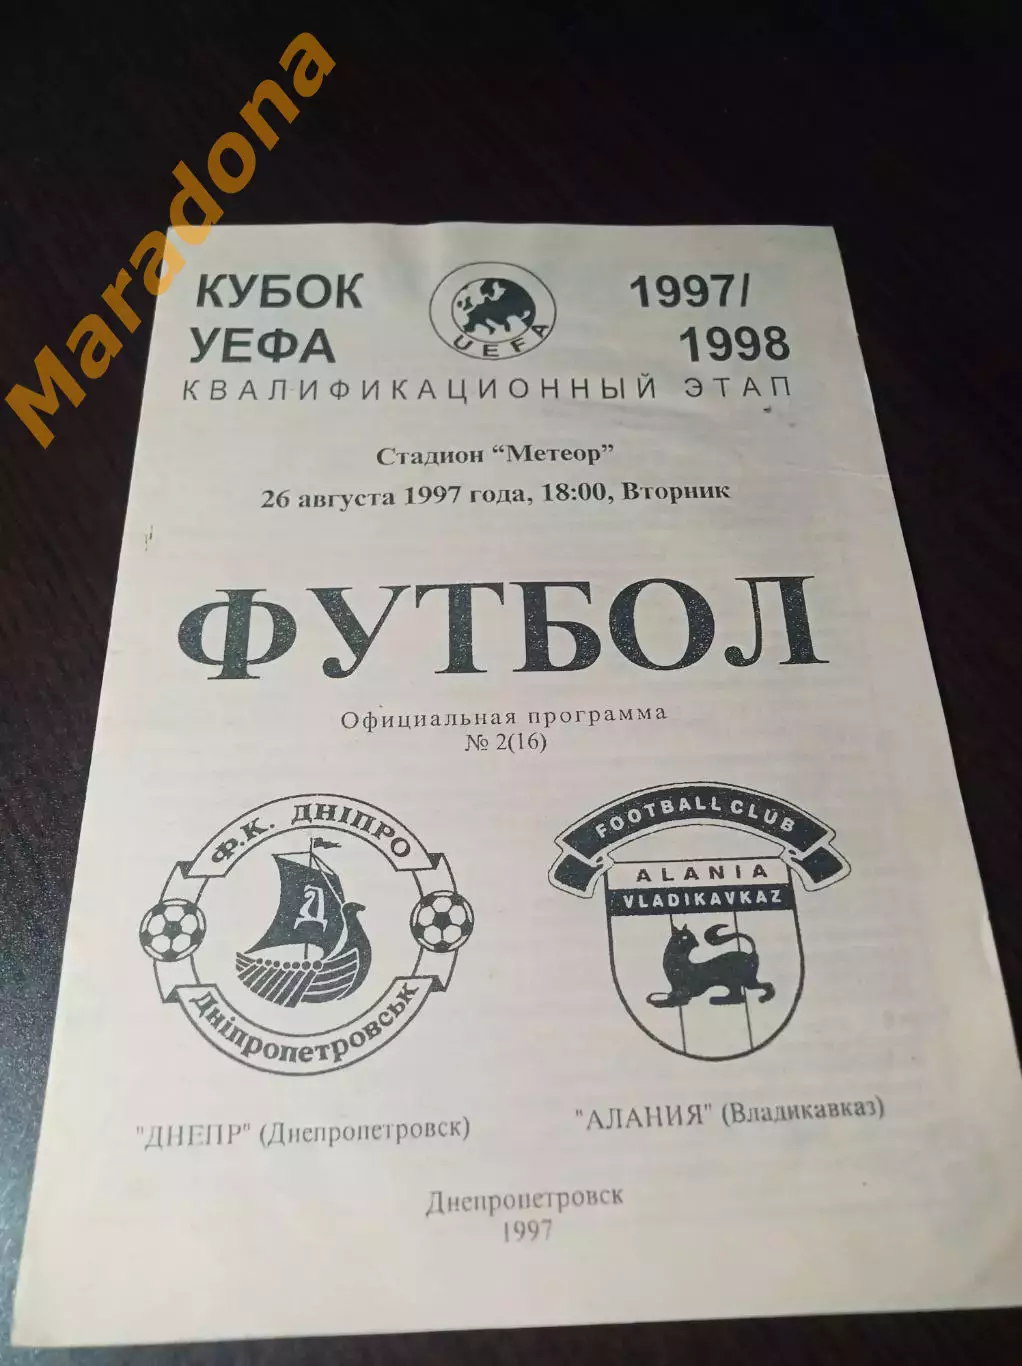 Maradona
КУБОК УЕФА
UEFA
1997/
1998
КВАЛИФИКАЦИОННЫЙ ЭТАП
Стадион “Метеор”
26 августа 1997 года, 18:00, Вторник
ФУТБОЛ
Официальная программа
№ 2(16)
Ф.К. ДНІПРО
Д
Дніпропетровськ
FOOTBALL CLUB
ALANIA
VLADIKAVKAZ
"ДНЕПР" (Днепропетровск)
"АЛАНИЯ" (Владикавказ)
Днепропетровск
1997